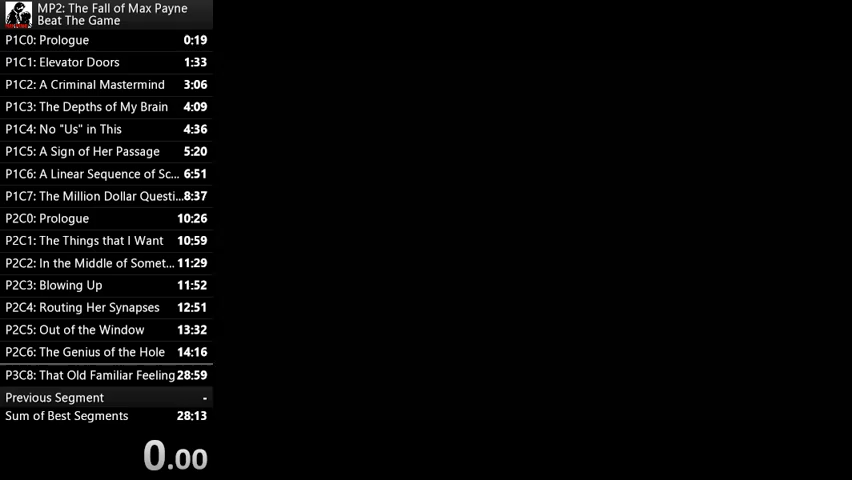 MP2: The Fall of Max Payne
Beat The Game
P1C0: Prologue 0:19
P1C1: Elevator Doors 1:33
P1C2: A Criminal Mastermind 3:06
P1C3: The Depths of My Brain 4:09
P1C4: No "Us" in This 4:36
P1C5: A Sign of Her Passage 5:20
P1C6: A Linear Sequence of Sc... 6:51
P1C7: The Million Dollar Questi... 8:37
P2C0: Prologue 10:26
P2C1: The Things that I Want 10:59
P2C2: In the Middle of Somet... 11:29
P2C3: Blowing Up 11:52
P2C4: Routing Her Synapses 12:51
P2C5: Out of the Window 13:32
P2C6: The Genius of the Hole 14:16
P3C8: That Old Familiar Feeling 28:59
Previous Segment -
Sum of Best Segments 28:13
0.00